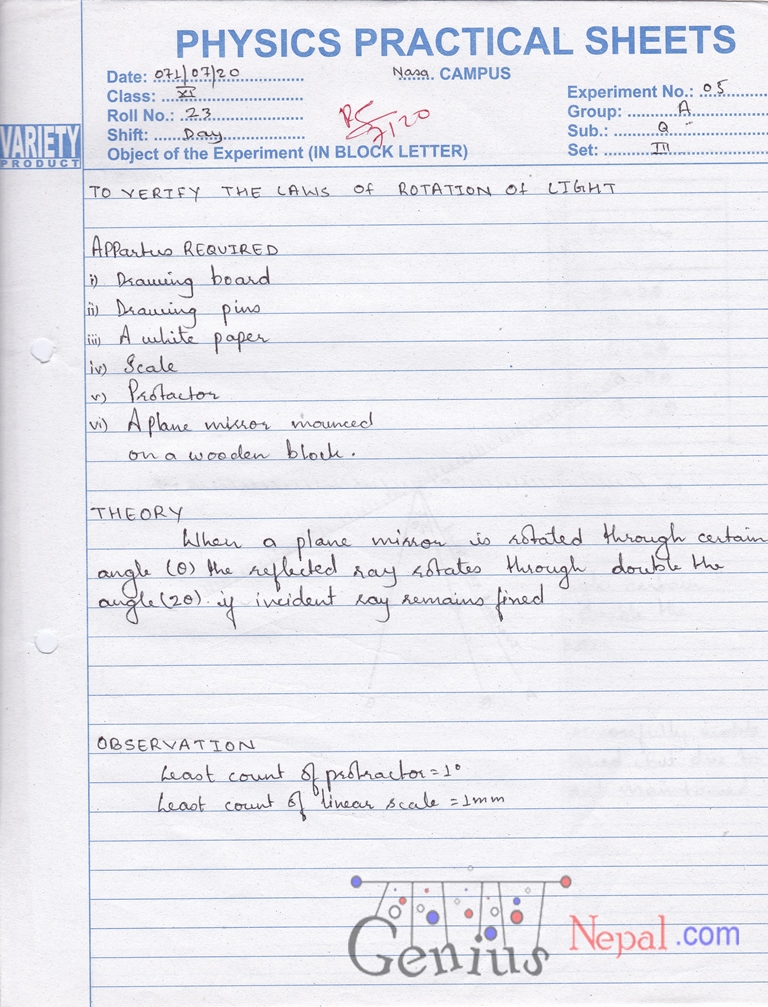 PHYSICS PRACTICAL SHEETS
Date: 071/07/20
Nasa. CAMPUS
Class: XI
Experiment No.: 05
Roll No.: 23
Group: A
Shift: Day
Sub.: Q
Object of the Experiment (IN BLOCK LETTER)
Set: III
VARIETY
PRODUCT
7/20
TO VERIFY THE LAWS Of ROTATION Of LIGHT
APPartus REQUIRED
i) Drawing board
ii) Drawing pins
iii) A white paper
iv) Scale
v) Protactor
vi) A plane mirror mounced
on a wooden block.
THEORY
When a plane mirror is rotated through certain
angle (θ) the reflected ray rotates through double the
angle(2θ). if incident ray remains fined
OBSERVATION
Least count of protractor=1°
Least count of linear scale =1mm
Genius Nepal.com